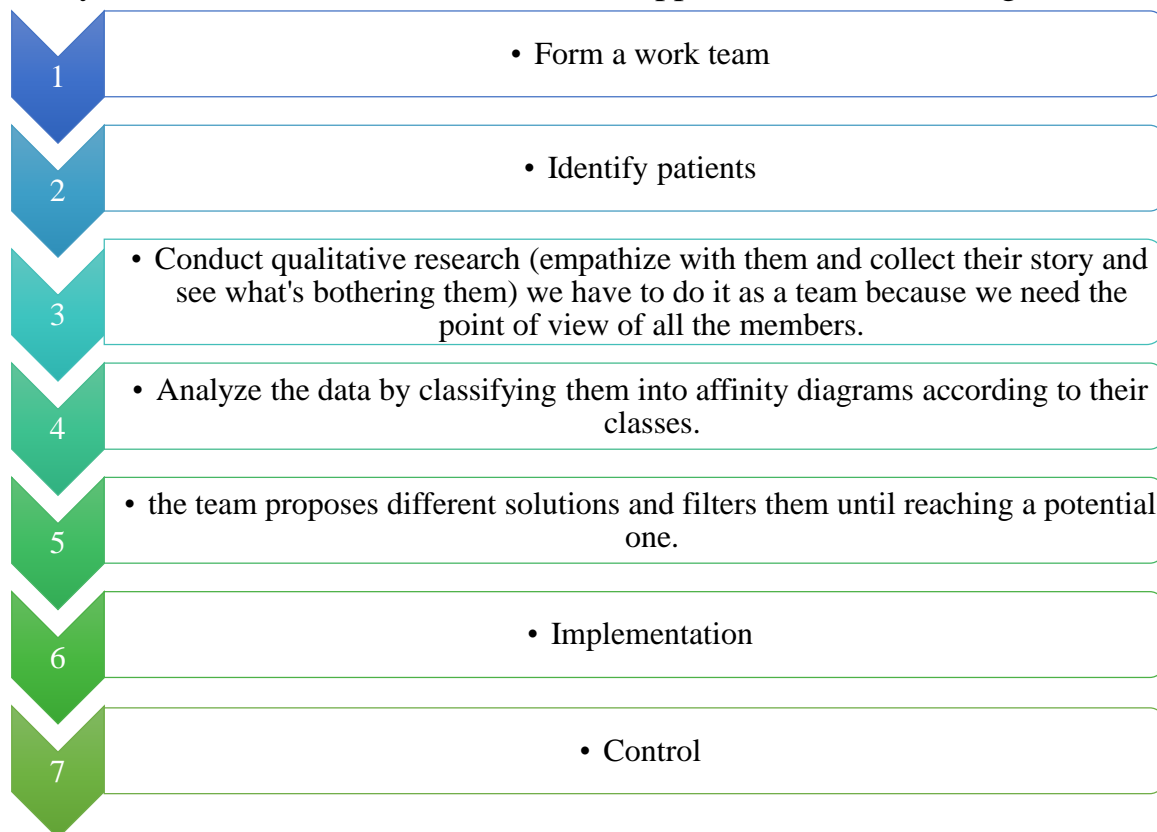 1
• Form a work team
2
• Identify patients
3
• Conduct qualitative research (empathize with them and collect their story and
see what's bothering them) we have to do it as a team because we need the
point of view of all the members.
4
• Analyze the data by classifying them into affinity diagrams according to their
classes.
5
• the team proposes different solutions and filters them until reaching a potential
one.
6
• Implementation
7
• Control